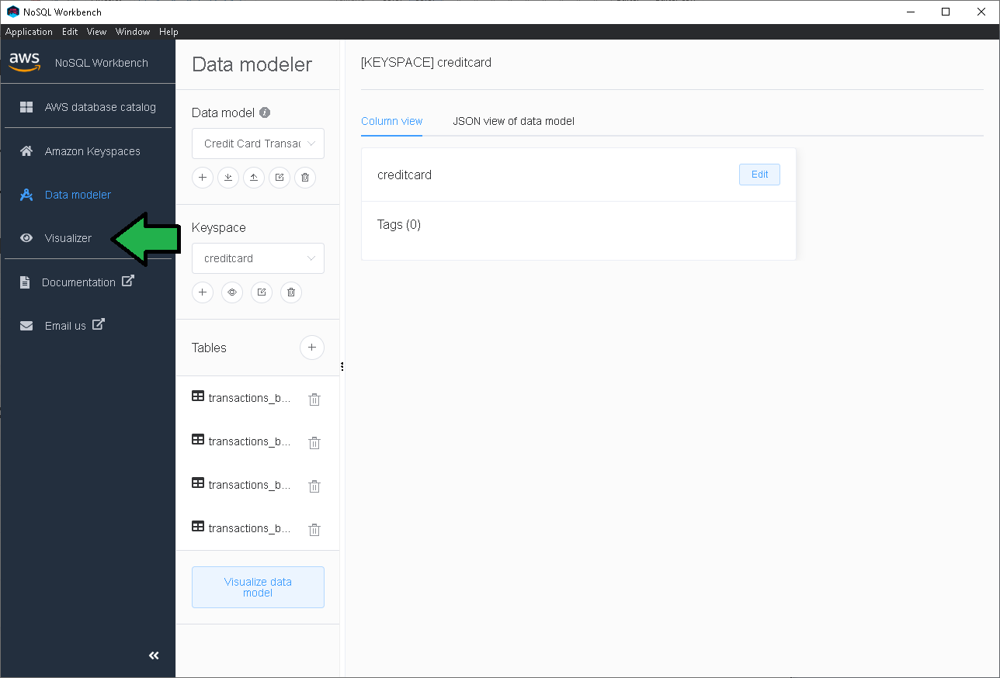 NoSQL Workbench
Application Edit View Window Help
aws NoSQL Workbench
AWS database catalog
Amazon Keyspaces
Data modeler
Visualizer
Documentation
Email us
Data modeler
Data model
Credit Card Transac
Keyspace
creditcard
Tables
transactions_b...
transactions_b...
transactions_b...
transactions_b...
Visualize data
model
[KEYSPACE] creditcard
Column view JSON view of data model
creditcard Edit
Tags (0)